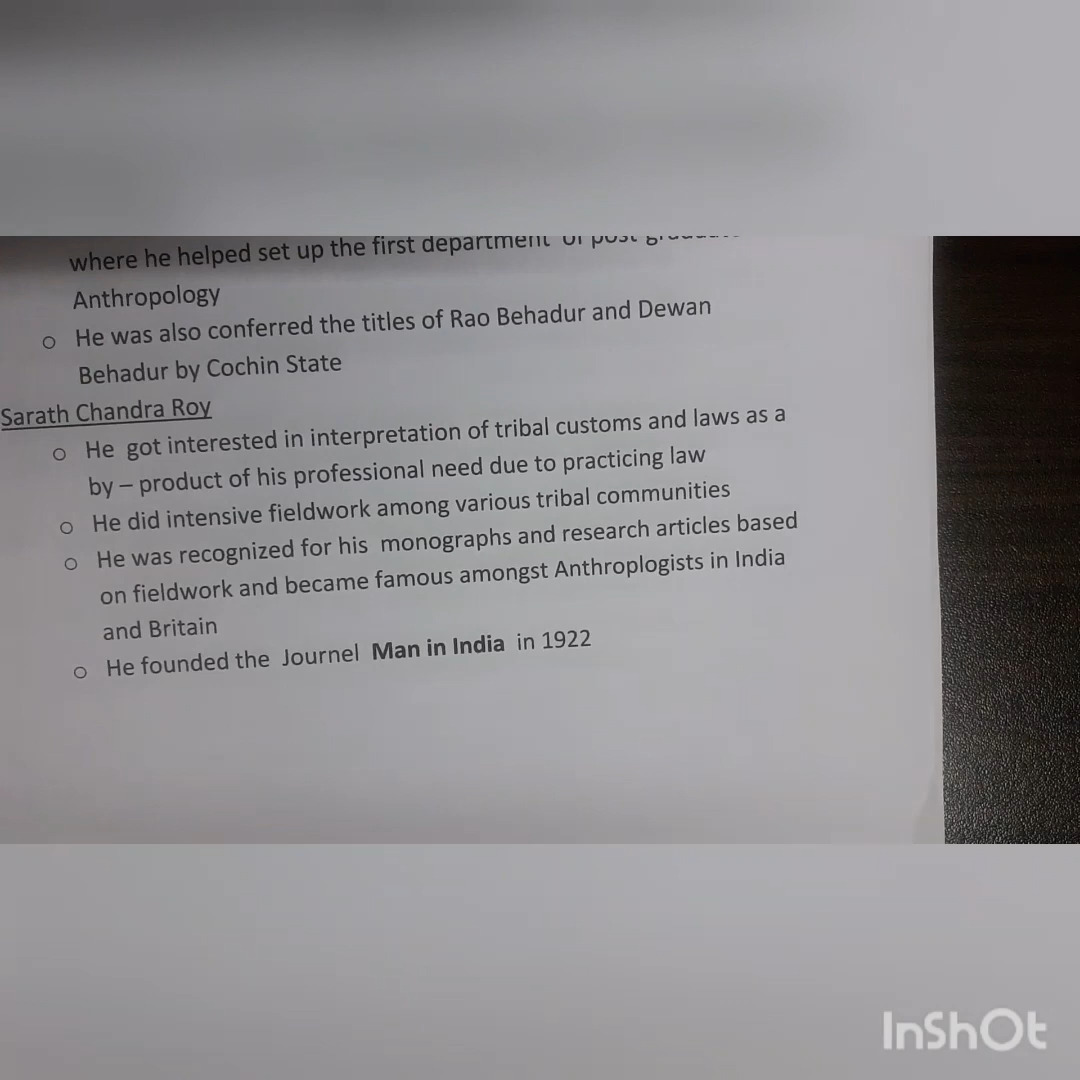 where he helped set up the first department of post graduate
Anthropology
o He was also conferred the titles of Rao Behadur and Dewan
Behadur by Cochin State
Sarath Chandra Roy
o He got interested in interpretation of tribal customs and laws as a
by – product of his professional need due to practicing law
o He did intensive fieldwork among various tribal communities
o He was recognized for his monographs and research articles based
on fieldwork and became famous amongst Anthroplogists in India
and Britain
o He founded the Journel Man in India in 1922
InShOt